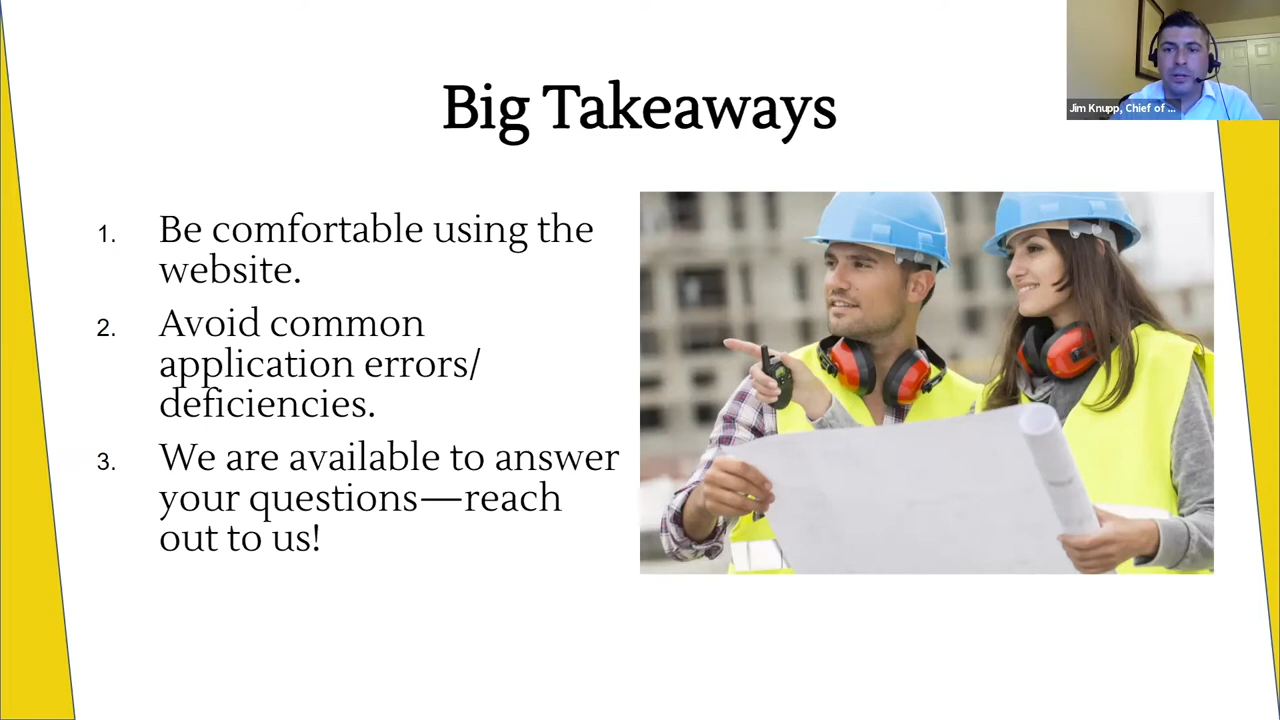 Big Takeaways
Jim Knupp, Chief of ...
1. Be comfortable using the
website.
2. Avoid common
application errors/
deficiencies.
3. We are available to answer
your questions—reach
out to us!